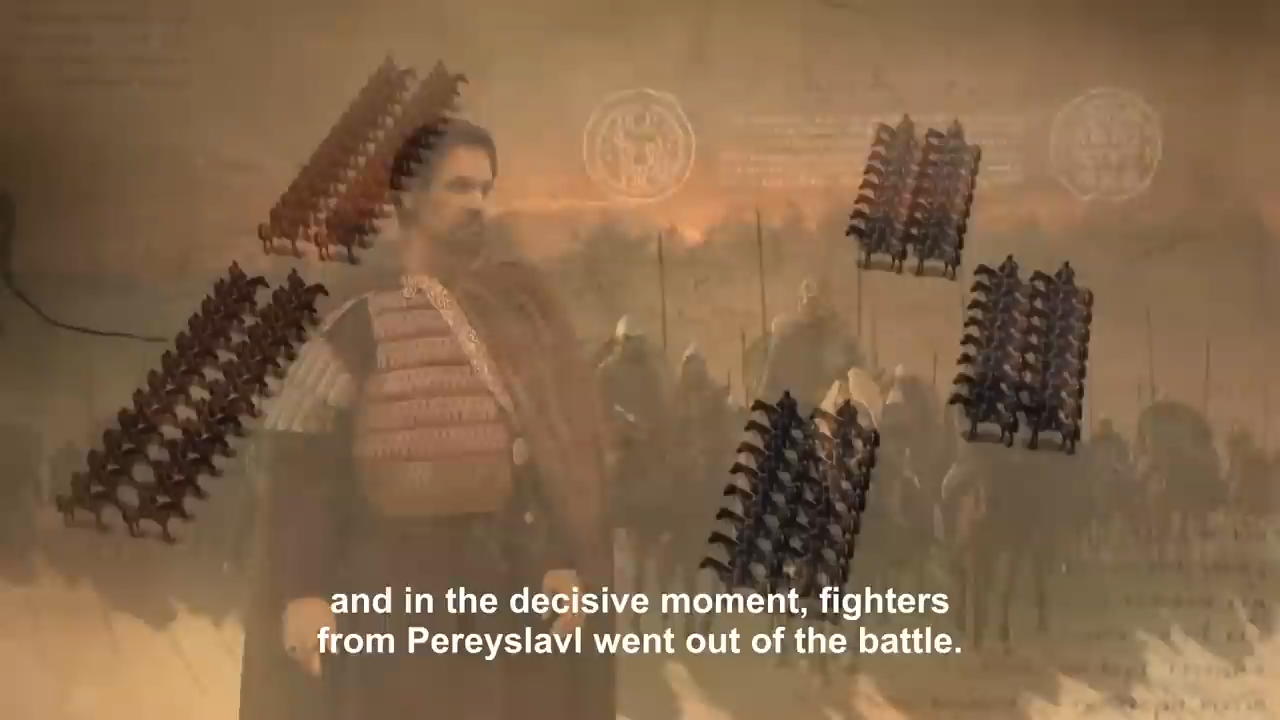 and in the decisive moment, fighters
from Pereyslavl went out of the battle.